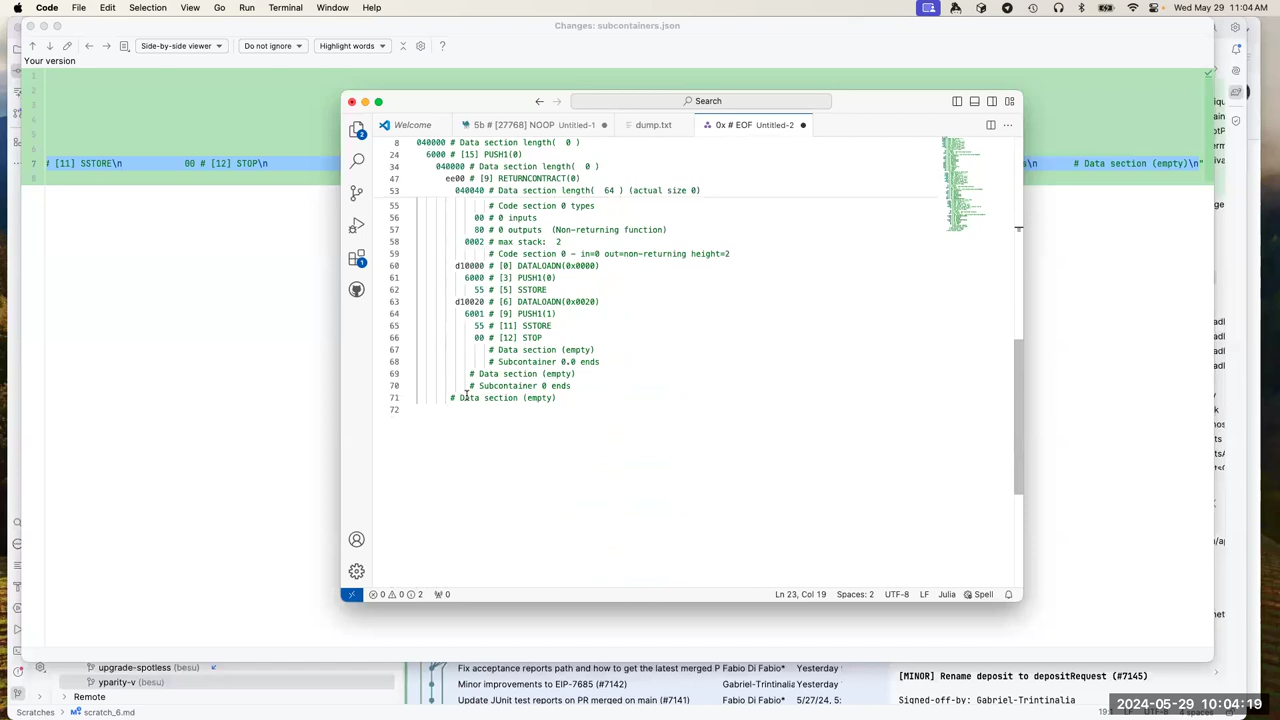 Code File Edit Selection View Go Run Terminal Window Help
Wed May 29 11:04 AM
Changes: subcontainers.json
Side-by-side viewer Do not ignore Highlight words ?
Your version
1
2
3
4
5
6
7 # [11] SSTORE\n 00 # [12] STOP\n # Data section (empty)\n"
8
Search
Welcome 5b # [27768] NOOP Untitled-1 dump.txt 0x # EOF Untitled-2
8 040000 # Data section length( 0 )
24 6000 # [15] PUSH1(0)
34 040000 # Data section length( 0 )
47 ee00 # [9] RETURNCONTRACT(0)
53 040040 # Data section length( 64 ) (actual size 0)
55 # Code section 0 types
56 00 # 0 inputs
57 80 # 0 outputs (Non-returning function)
58 0002 # max stack: 2
59 # Code section 0 - in=0 out=non-returning height=2
60 d10000 # [0] DATALOADN(0x0000)
61 6000 # [3] PUSH1(0)
62 55 # [5] SSTORE
63 d10020 # [6] DATALOADN(0x0020)
64 6001 # [9] PUSH1(1)
65 55 # [11] SSTORE
66 00 # [12] STOP
67 # Data section (empty)
68 # Subcontainer 0.0 ends
69 # Data section (empty)
70 # Subcontainer 0 ends
71 # Data section (empty)
72
0 0 2 0 Ln 23, Col 19 Spaces: 2 UTF-8 LF Julia Spell
upgrade-spotless (besu)
yparity-v (besu)
Remote
Fix acceptance reports path and how to get the latest merged P Fabio Di Fabio* Yesterday
Minor improvements to EIP-7685 (#7142) Gabriel-Trintinalia Yesterday
Update JUnit test reports on PR merged on main (#7141) Fabio Di Fabio* 5/27/24,
[MINOR] Rename deposit to depositRequest (#7145)
Signed-off-by: Gabriel-Trintinalia
Scratches scratch_6.md
2024-05-29 10:04:19